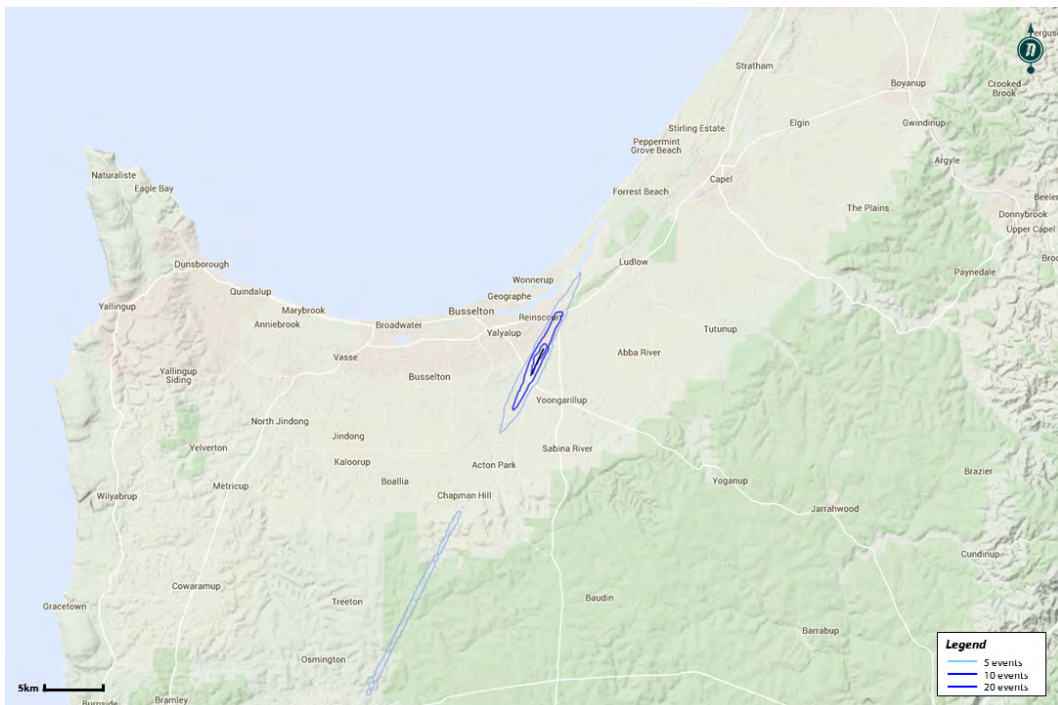 Stratham
Ferguso
Boyanup
Crooked
Brook
Elgin
Gwindinup
Stirling Estate
Peppermint
Grove Beach
Argyle
Naturaliste
Capel
Eagle Bay
Forrest Beach
Beeler
The Plains
Donnybrook
Upper Capel
Dunsborough
Ludlow
Broo
Wonnerup
Paynedale
Quindalup
Geographe
Yallingup
Marybrook
Busselton
Reinscourt
Anniebrook
Broadwater
Yalyalup
Tutunup
Vasse
Abba River
Yallingup
Siding
Busselton
Yoongarillup
North Jindong
Jindong
Yelverton
Sabina River
Kaloorup
Acton Park
Brazier
Boallia
Yoganup
Metricup
Wilyabrup
Chapman Hill
Jarrahwood
Cundinup
Cowaramup
Baudin
Gracetown
Treeton
Barrabup
Legend
Osmington
5 events
10 events
5km
20 events
Burnside
Bramley